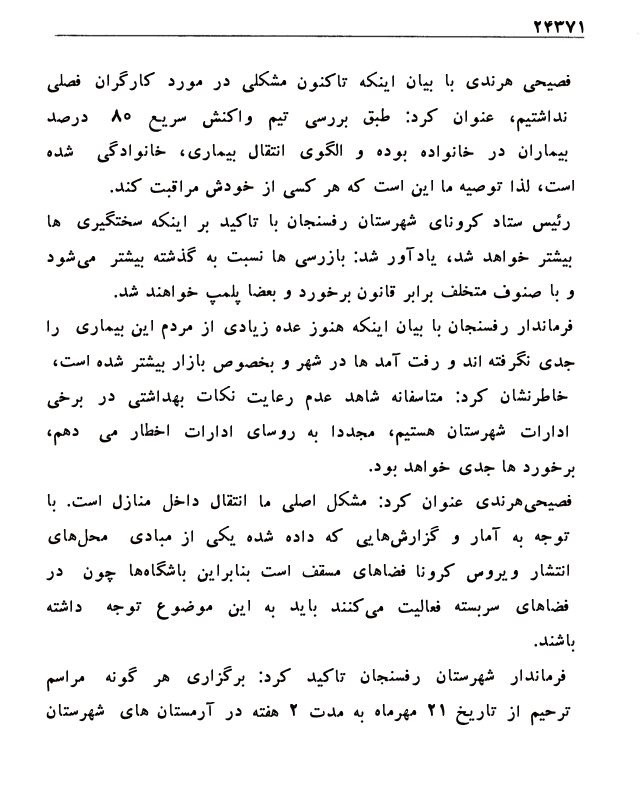 ۲۴۳۷۱
فصیحی هرندی با بیان اینکه تاکنون مشکلی در مورد کارگران فصلی
نداشتیم، عنوان کرد: طبق بررسی تیم واکنش سریع ۸۰ درصد
بیماران در خانواده بوده و الگوی انتقال بیماری، خانوادگی شده
است، لذا توصیه ما این است که هر کسی از خودش مراقبت کند.
رئیس ستاد کرونای شهرستان رفسنجان با تاکید بر اینکه سختگیری ها
بیشتر خواهد شد، یادآور شد: بازرسی ها نسبت به گذشته بیشتر می‌شود
و با صنوف متخلف برابر قانون برخورد و بعضا پلمپ خواهند شد.
فرماندار رفسنجان با بیان اینکه هنوز عده زیادی از مردم این بیماری را
جدی نگرفته اند و رفت آمد ها در شهر و بخصوص بازار بیشتر شده است،
خاطرنشان کرد: متاسفانه شاهد عدم رعایت نکات بهداشتی در برخی
ادارات شهرستان هستیم، مجددا به روسای ادارات اخطار می دهم،
برخورد ها جدی خواهد بود.
فصیحی‌هرندی عنوان کرد: مشکل اصلی ما انتقال داخل منازل است. با
توجه به آمار و گزارش‌هایی که داده شده یکی از مبادی محل‌های
انتشار ویروس کرونا فضاهای مسقف است بنابراین باشگاه‌ها چون در
فضاهای سربسته فعالیت می‌کنند باید به این موضوع توجه داشته
باشند.
فرماندار شهرستان رفسنجان تاکید کرد: برگزاری هر گونه مراسم
ترحیم از تاریخ ۲۱ مهرماه به مدت ۲ هفته در آرمستان های شهرستان